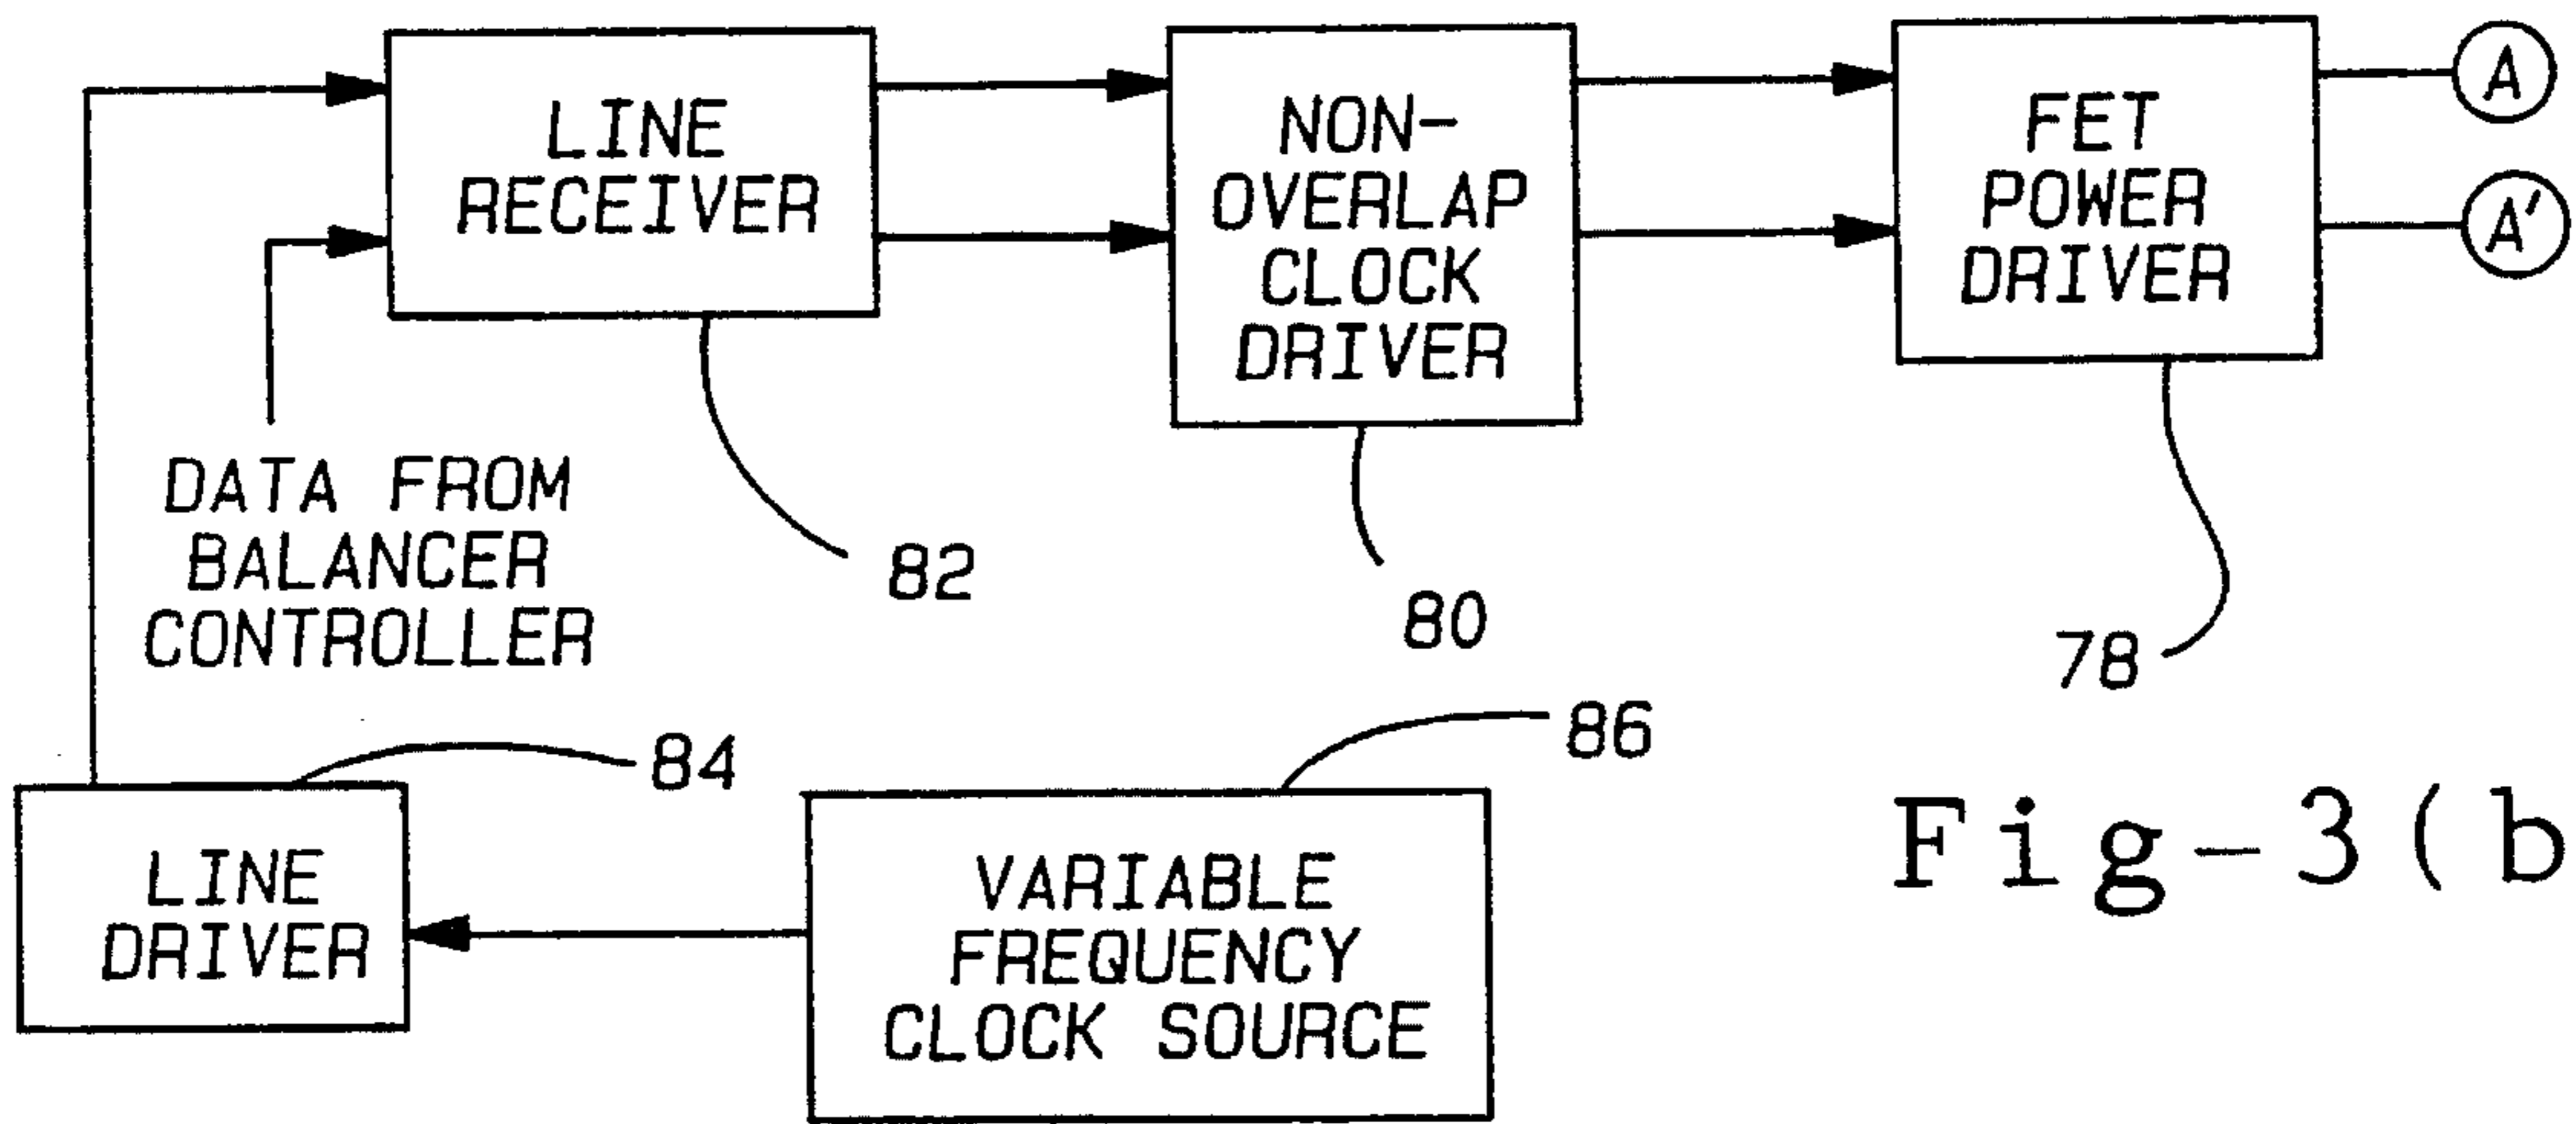 LINE
RECEIVER
NON-
OVERLAP
CLOCK
DRIVER
FET
POWER
DRIVER
A
A'
DATA FROM
BALANCER
CONTROLLER
82
80
78
84
86
LINE
DRIVER
VARIABLE
FREQUENCY
CLOCK SOURCE
Fig-3(b